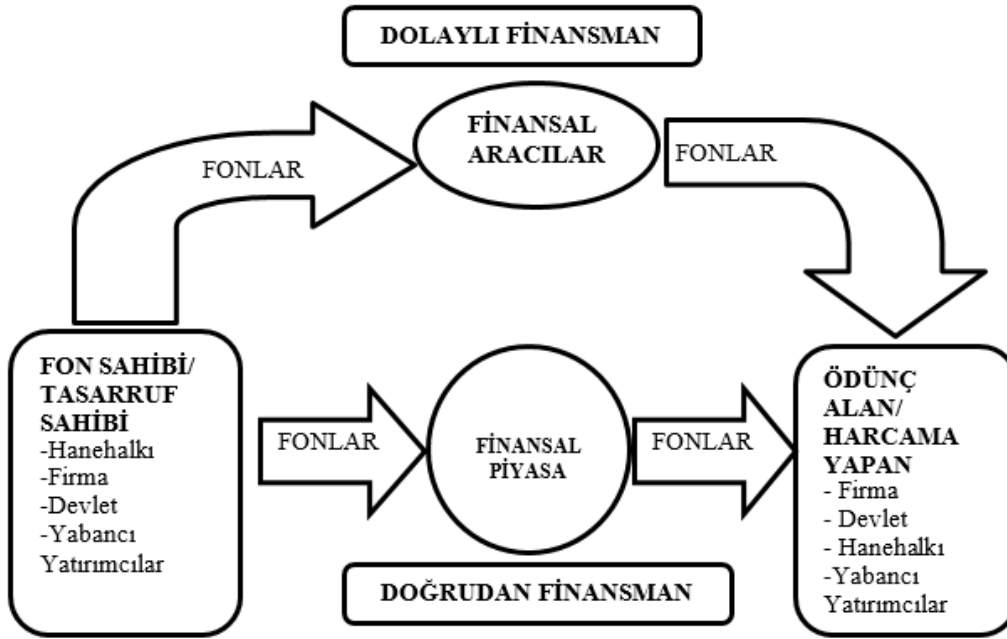 DOLAYLI FİNANSMAN
FİNANSAL
ARACILAR
FONLAR
FONLAR
FON SAHİBİ/
TASARRUF
SAHİBİ
-Hanehalkı
-Firma
-Devlet
-Yabancı
Yatırımcılar
FONLAR
FİNANSAL
PİYASA
FONLAR
ÖDÜNÇ
ALAN/
HARCAMA
YAPAN
- Firma
- Devlet
- Hanehalkı
-Yabancı
Yatırımcılar
DOĞRUDAN FİNANSMAN